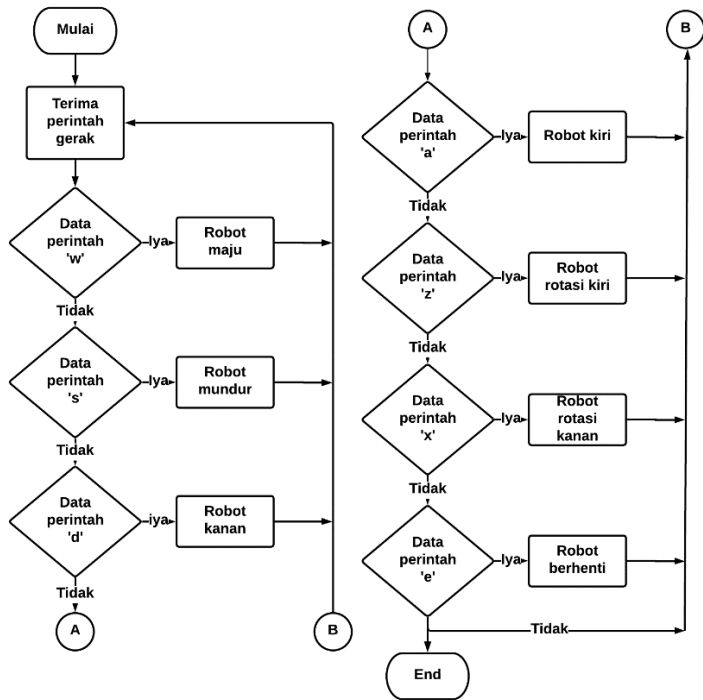 Mulai
Terima
perintah
gerak
Data
perintah
'w'
Iya
Robot
maju
Tidak
Data
perintah
's'
Iya
Robot
mundur
Tidak
Data
perintah
'd'
iya
Robot
kanan
Tidak
A
B
A
B
Data
perintah
'a'
Iya
Robot kiri
Tidak
Data
perintah
'z'
Iya
Robot
rotasi kiri
Tidak
Data
perintah
'x'
Iya
Robot
rotasi
kanan
Tidak
Data
perintah
'e'
Iya
Robot
berhenti
Tidak
End